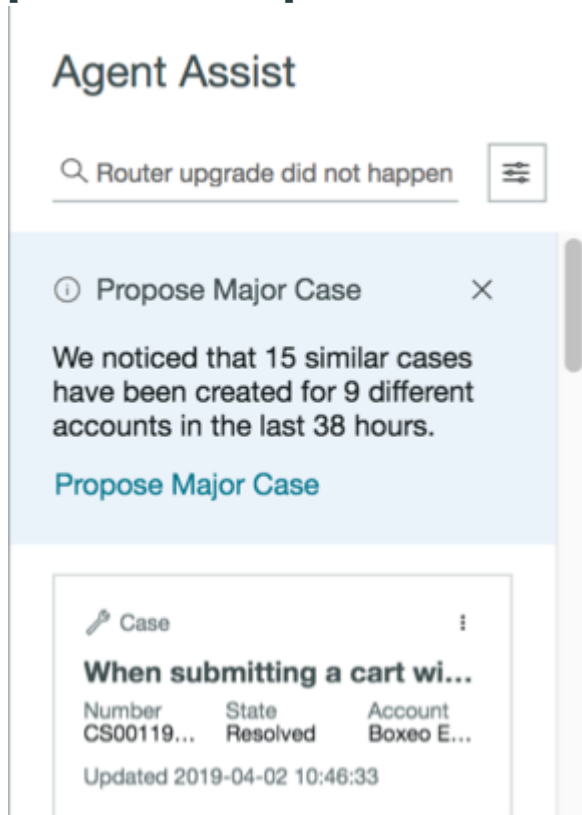 Agent Assist
Router upgrade did not happen
Propose Major Case
We noticed that 15 similar cases
have been created for 9 different
accounts in the last 38 hours.
Propose Major Case
Case
When submitting a cart wi...
Number State Account
CS00119... Resolved Boxeo E...
Updated 2019-04-02 10:46:33